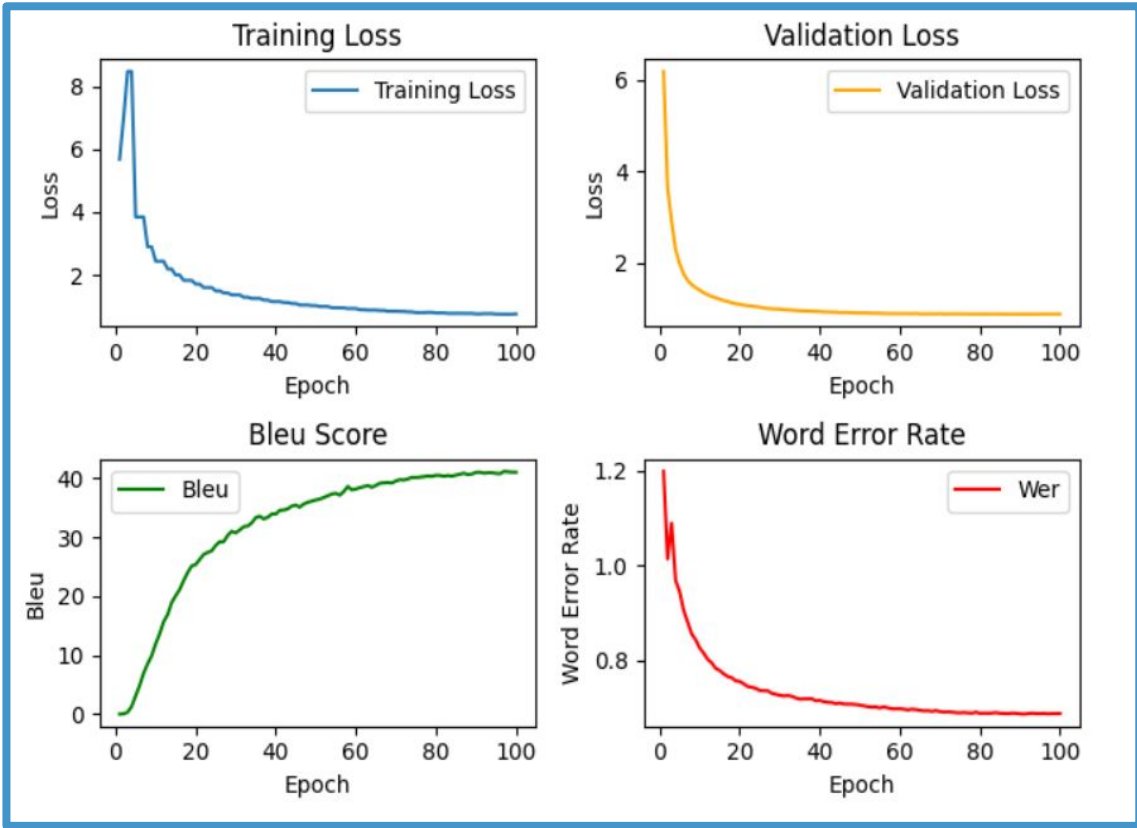 Training Loss
Training Loss
8
6
4
2
Loss
0 20 40 60 80 100
Epoch
Validation Loss
Validation Loss
6
4
2
Loss
0 20 40 60 80 100
Epoch
Bleu Score
Bleu
40
30
20
10
0
Bleu
0 20 40 60 80 100
Epoch
Word Error Rate
Wer
1.2
1.0
0.8
Word Error Rate
0 20 40 60 80 100
Epoch